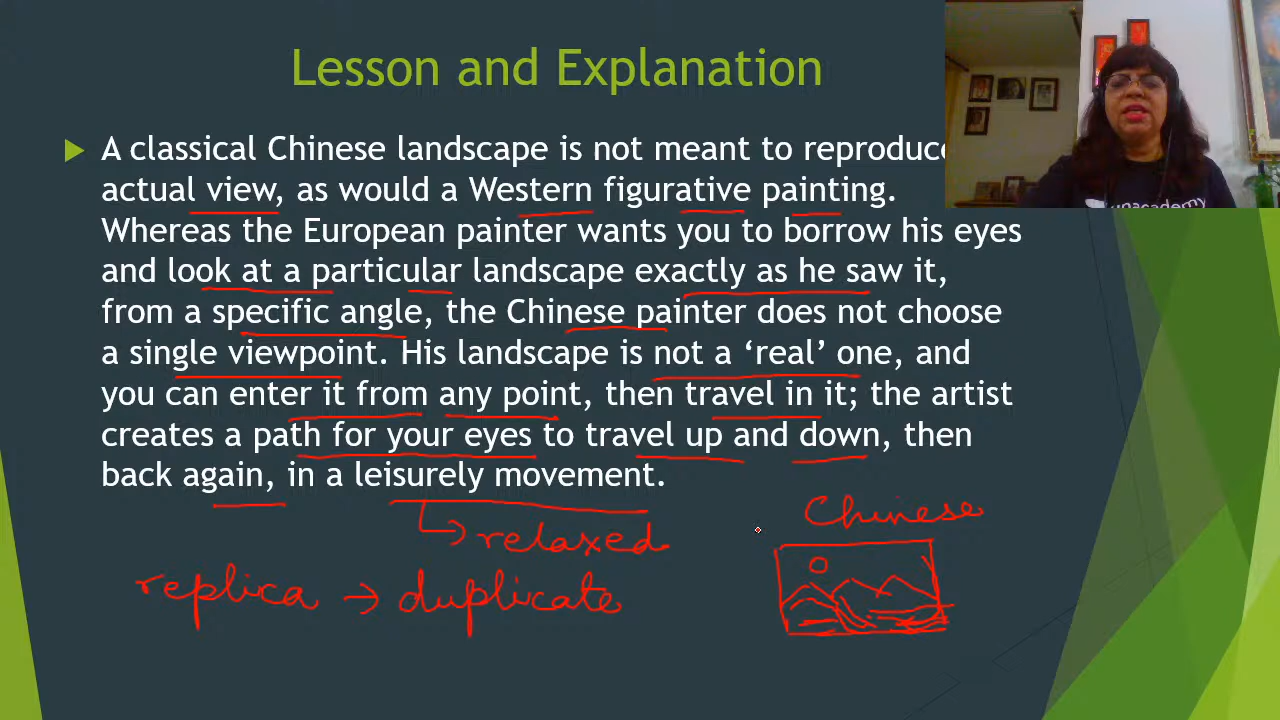 Lesson and Explanation
A classical Chinese landscape is not meant to reproduce
actual view, as would a Western figurative painting.
Whereas the European painter wants you to borrow his eyes
and look at a particular landscape exactly as he saw it,
from a specific angle, the Chinese painter does not choose
a single viewpoint. His landscape is not a ‘real’ one, and
you can enter it from any point, then travel in it; the artist
creates a path for your eyes to travel up and down, then
back again, in a leisurely movement.
Chinese
relaxed
replica → duplicate
unacademy